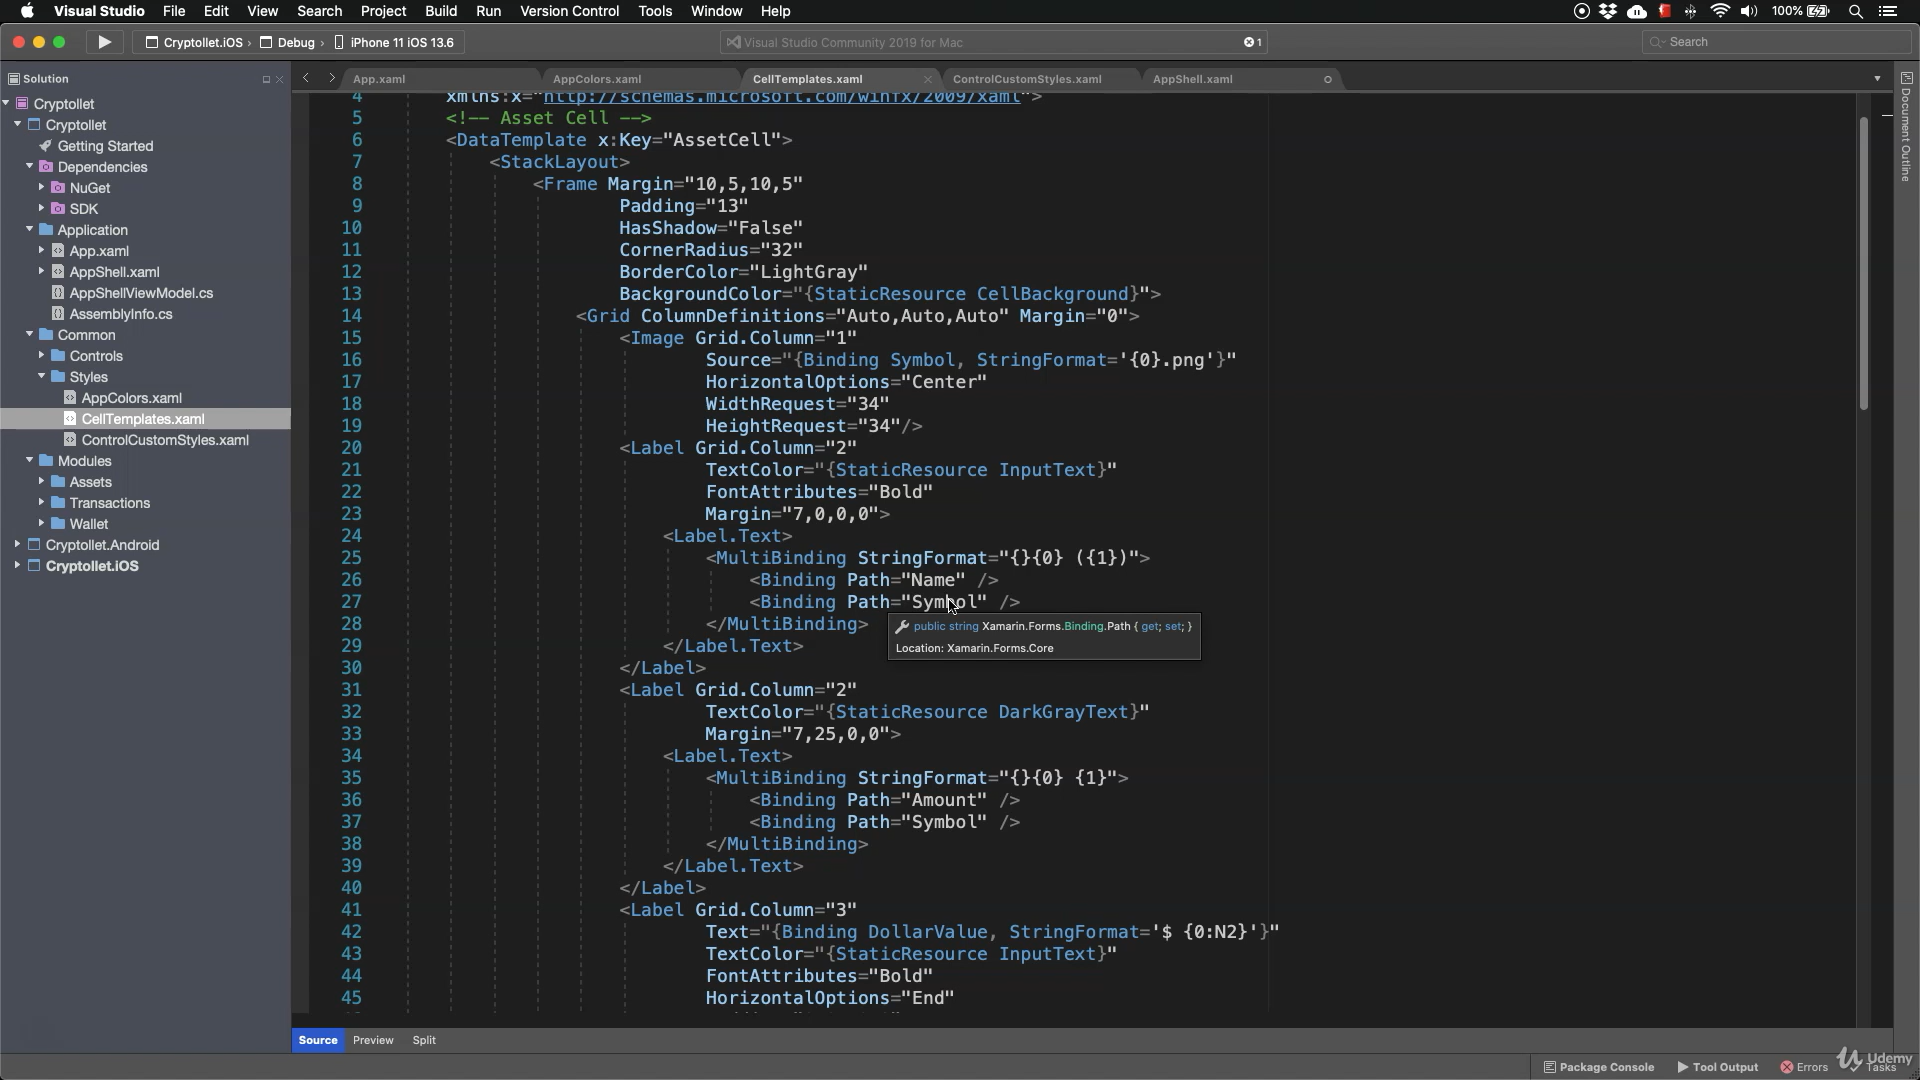 Visual Studio File Edit View Search Project Build Run Version Control Tools Window Help
100%
Cryptollet.iOS › Debug › iPhone 11 iOS 13.6
Visual Studio Community 2019 for Mac
1
Search
Solution
App.xaml
AppColors.xaml
CellTemplates.xaml
ControlCustomStyles.xaml
AppShell.xaml
Document Outline
Cryptollet
Cryptollet
Getting Started
Dependencies
NuGet
SDK
Application
App.xaml
AppShell.xaml
AppShellViewModel.cs
AssemblyInfo.cs
Common
Controls
Styles
AppColors.xaml
CellTemplates.xaml
ControlCustomStyles.xaml
Modules
Assets
Transactions
Wallet
Cryptollet.Android
Cryptollet.iOS
4 xmlns:x="http://schemas.microsoft.com/winfx/2009/xaml">
5 <!-- Asset Cell -->
6 <DataTemplate x:Key="AssetCell">
7 <StackLayout>
8 <Frame Margin="10,5,10,5"
9 Padding="13"
10 HasShadow="False"
11 CornerRadius="32"
12 BorderColor="LightGray"
13 BackgroundColor="{StaticResource CellBackground}">
14 <Grid ColumnDefinitions="Auto,Auto,Auto" Margin="0">
15 <Image Grid.Column="1"
16 Source="{Binding Symbol, StringFormat='{0}.png'}"
17 HorizontalOptions="Center"
18 WidthRequest="34"
19 HeightRequest="34"/>
20 <Label Grid.Column="2"
21 TextColor="{StaticResource InputText}"
22 FontAttributes="Bold"
23 Margin="7,0,0,0">
24 <Label.Text>
25 <MultiBinding StringFormat="{}{0} ({1})">
26 <Binding Path="Name" />
27 <Binding Path="Symbol" />
28 </MultiBinding>
public string Xamarin.Forms.Binding.Path { get; set; }
Location: Xamarin.Forms.Core
29 </Label.Text>
30 </Label>
31 <Label Grid.Column="2"
32 TextColor="{StaticResource DarkGrayText}"
33 Margin="7,25,0,0">
34 <Label.Text>
35 <MultiBinding StringFormat="{}{0} {1}">
36 <Binding Path="Amount" />
37 <Binding Path="Symbol" />
38 </MultiBinding>
39 </Label.Text>
40 </Label>
41 <Label Grid.Column="3"
42 Text="{Binding DollarValue, StringFormat='$ {0:N2}'}"
43 TextColor="{StaticResource InputText}"
44 FontAttributes="Bold"
45 HorizontalOptions="End"
Source Preview Split
Package Console Tool Output Errors Tasks
Udemy